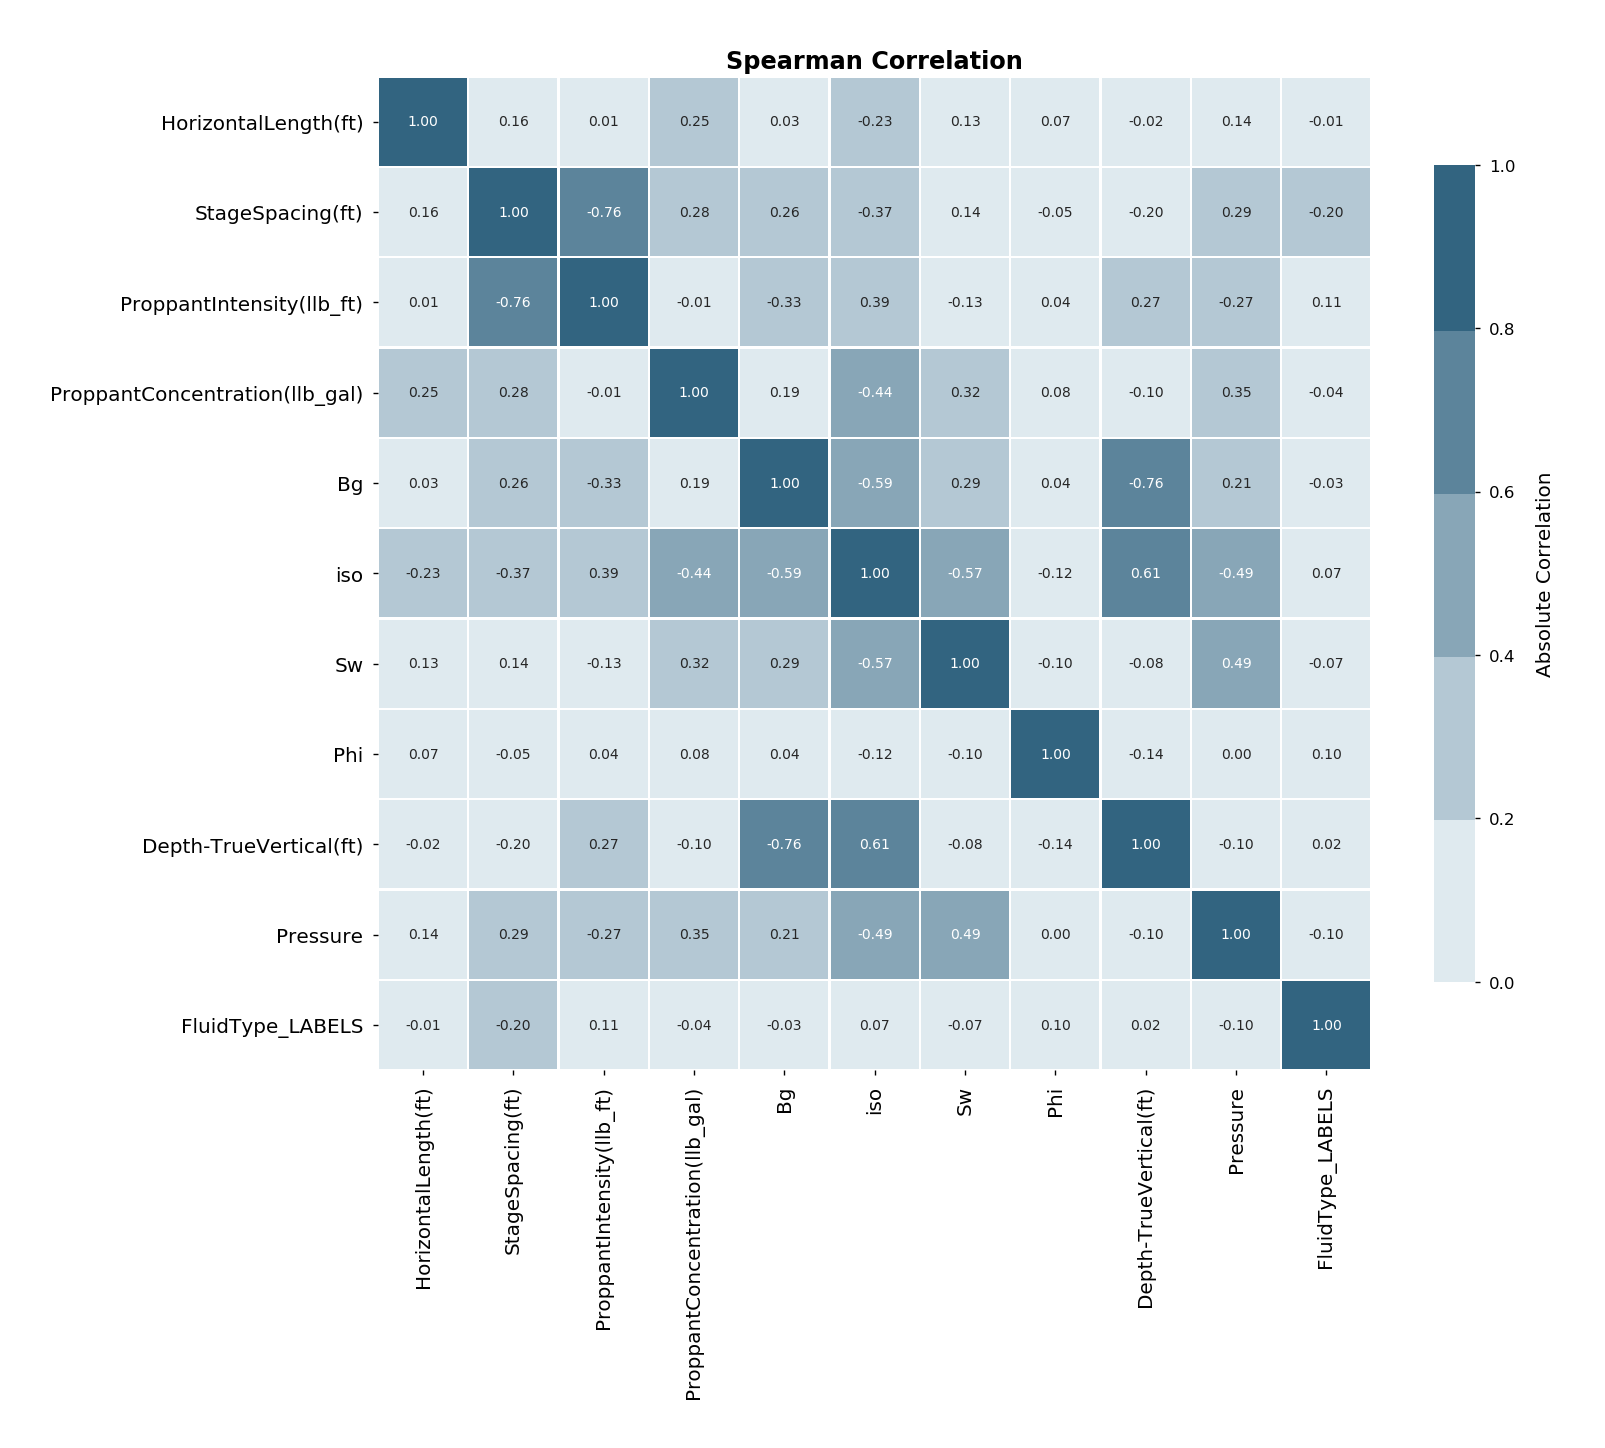 Spearman Correlation
HorizontalLength(ft) 1.00 0.16 0.01 0.25 0.03 -0.23 0.13 0.07 -0.02 0.14 -0.01
StageSpacing(ft) 0.16 1.00 -0.76 0.28 0.26 -0.37 0.14 -0.05 -0.20 0.29 -0.20
ProppantIntensity(llb_ft) 0.01 -0.76 1.00 -0.01 -0.33 0.39 -0.13 0.04 0.27 -0.27 0.11
ProppantConcentration(llb_gal) 0.25 0.28 -0.01 1.00 0.19 -0.44 0.32 0.08 -0.10 0.35 -0.04
Bg 0.03 0.26 -0.33 0.19 1.00 -0.59 0.29 0.04 -0.76 0.21 -0.03
iso -0.23 -0.37 0.39 -0.44 -0.59 1.00 -0.57 -0.12 0.61 -0.49 0.07
Sw 0.13 0.14 -0.13 0.32 0.29 -0.57 1.00 -0.10 -0.08 0.49 -0.07
Phi 0.07 -0.05 0.04 0.08 0.04 -0.12 -0.10 1.00 -0.14 0.00 0.10
Depth-TrueVertical(ft) -0.02 -0.20 0.27 -0.10 -0.76 0.61 -0.08 -0.14 1.00 -0.10 0.02
Pressure 0.14 0.29 -0.27 0.35 0.21 -0.49 0.49 0.00 -0.10 1.00 -0.10
FluidType_LABELS -0.01 -0.20 0.11 -0.04 -0.03 0.07 -0.07 0.10 0.02 -0.10 1.00
HorizontalLength(ft)
StageSpacing(ft)
ProppantIntensity(llb_ft)
ProppantConcentration(llb_gal)
Bg
iso
Sw
Phi
Depth-TrueVertical(ft)
Pressure
FluidType_LABELS
1.0
0.8
0.6
0.4
0.2
0.0
Absolute Correlation